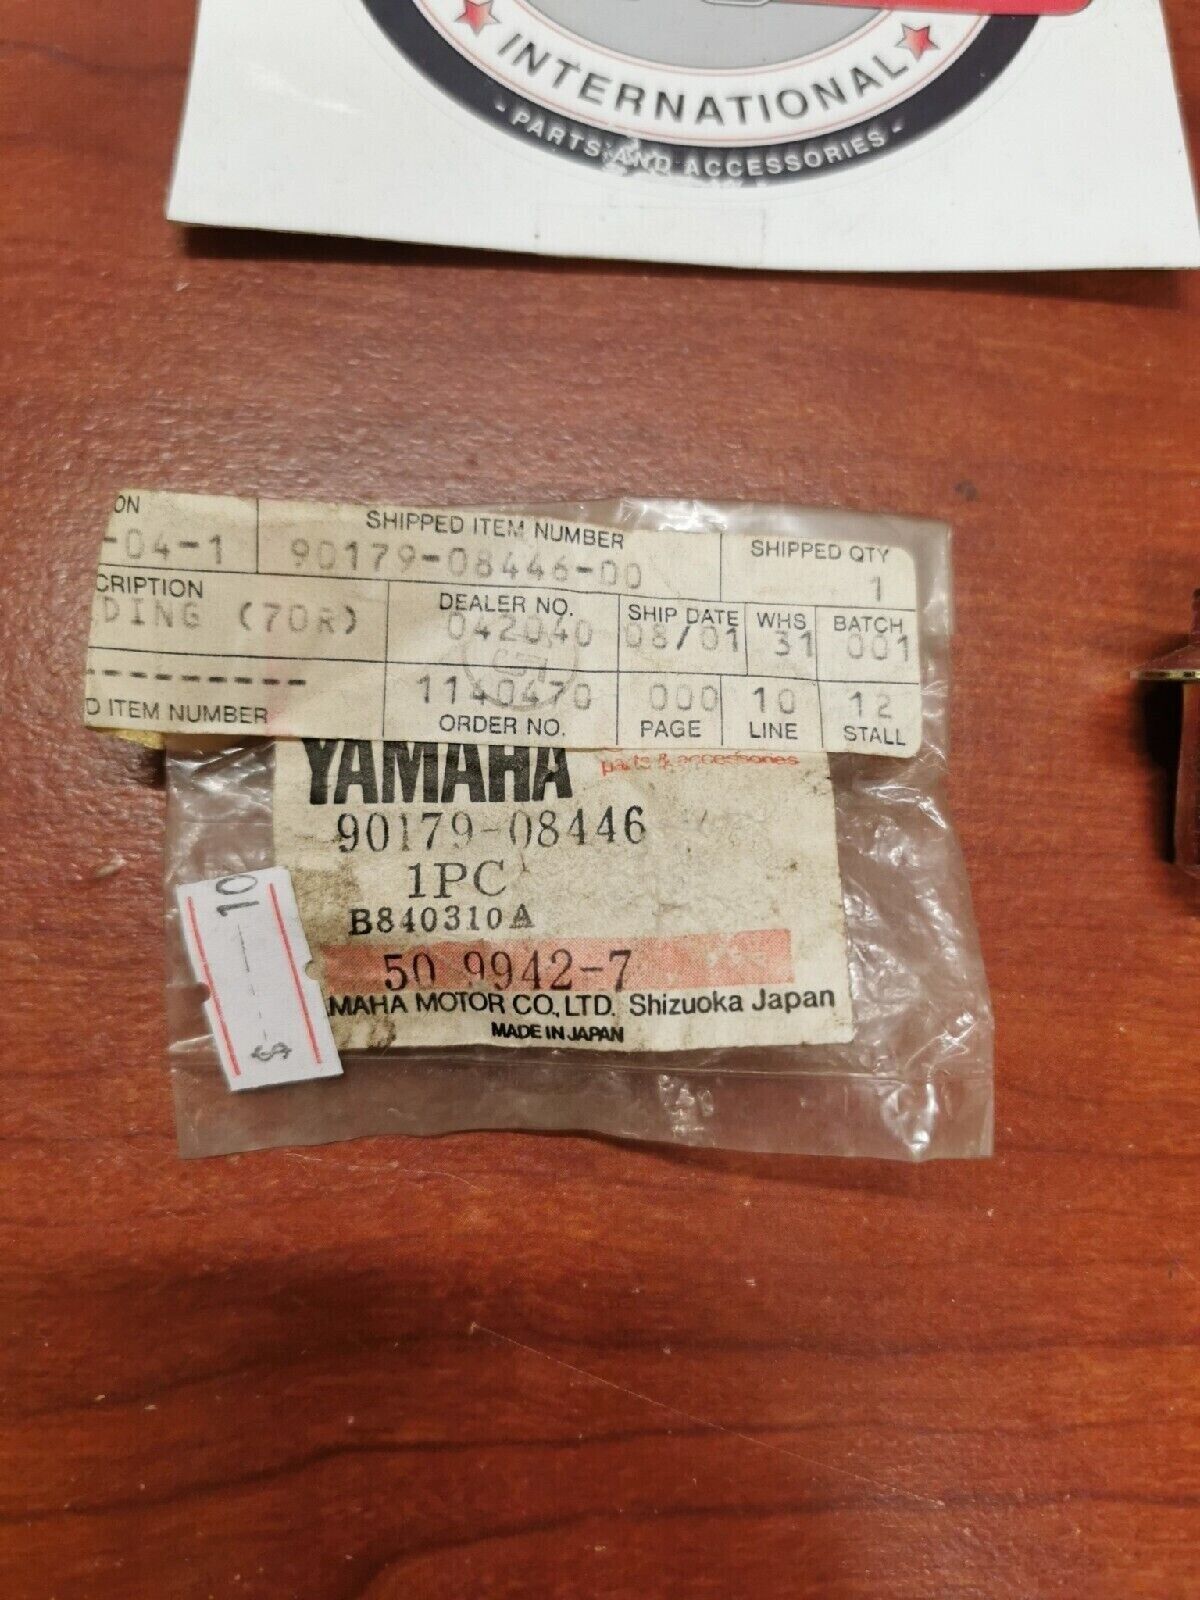 INTERNATIONAL
- PARTS AND ACCESSORIES -
ON SHIPPED ITEM NUMBER SHIPPED QTY
-04-1 90179-08446-00 1
CRIPTION DEALER NO. SHIP DATE WHS BATCH
DING (70R) 042040 08/01 31 001
---------- 1140470 000 10 12
D ITEM NUMBER ORDER NO. PAGE LINE STALL
YAMAHA parts & accessories
90179-08446
1PC
B840310A
50 9942-7
MAHA MOTOR CO., LTD. Shizuoka Japan
MADE IN JAPAN
$---10